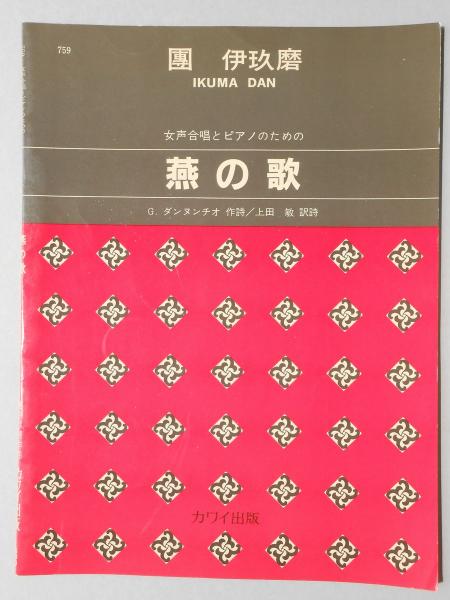 759
團 伊玖磨
IKUMA DAN
女声合唱とピアノのための
燕の歌
G. ダンヌンチオ 作詩／上田 敏 訳詩
カワイ出版